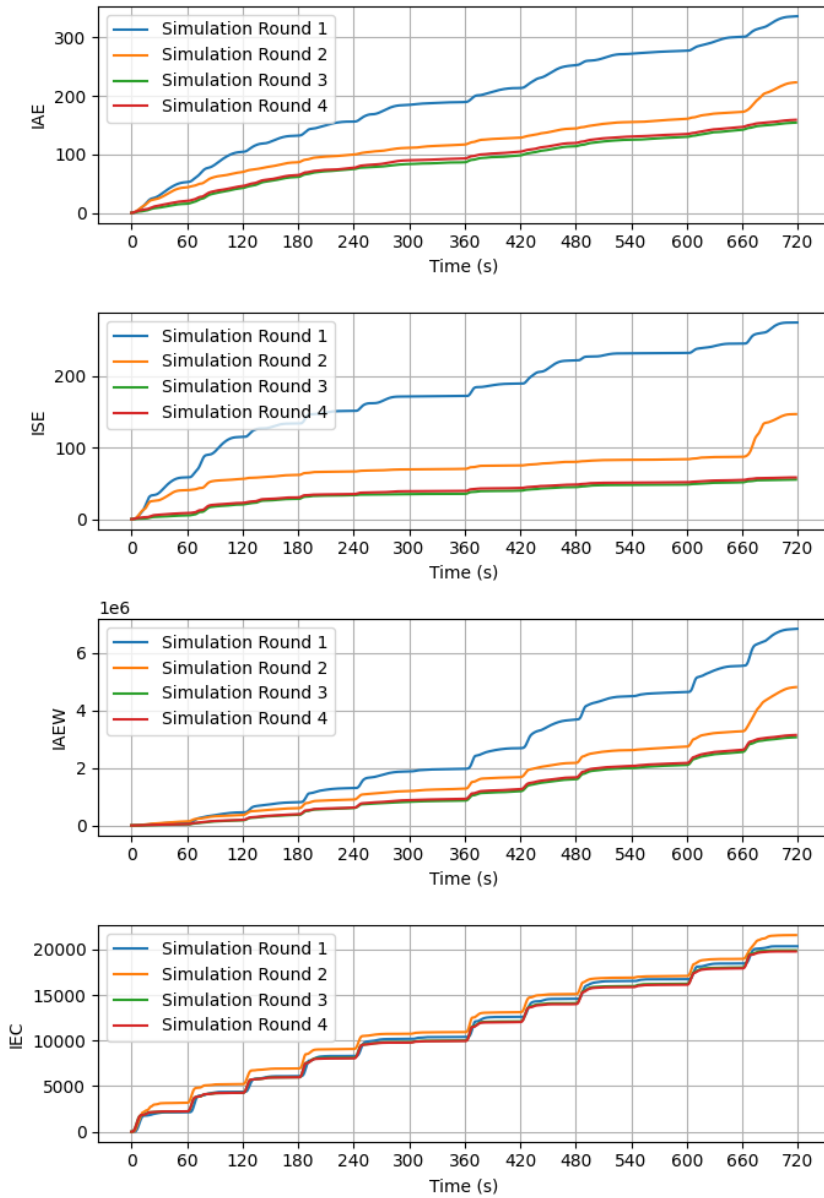 300
200
100
0
IAE
Simulation Round 1
Simulation Round 2
Simulation Round 3
Simulation Round 4
0 60 120 180 240 300 360 420 480 540 600 660 720
Time (s)
200
100
0
ISE
Simulation Round 1
Simulation Round 2
Simulation Round 3
Simulation Round 4
0 60 120 180 240 300 360 420 480 540 600 660 720
Time (s)
1e6
6
4
2
0
IAEW
Simulation Round 1
Simulation Round 2
Simulation Round 3
Simulation Round 4
0 60 120 180 240 300 360 420 480 540 600 660 720
Time (s)
20000
15000
10000
5000
0
IEC
Simulation Round 1
Simulation Round 2
Simulation Round 3
Simulation Round 4
0 60 120 180 240 300 360 420 480 540 600 660 720
Time (s)